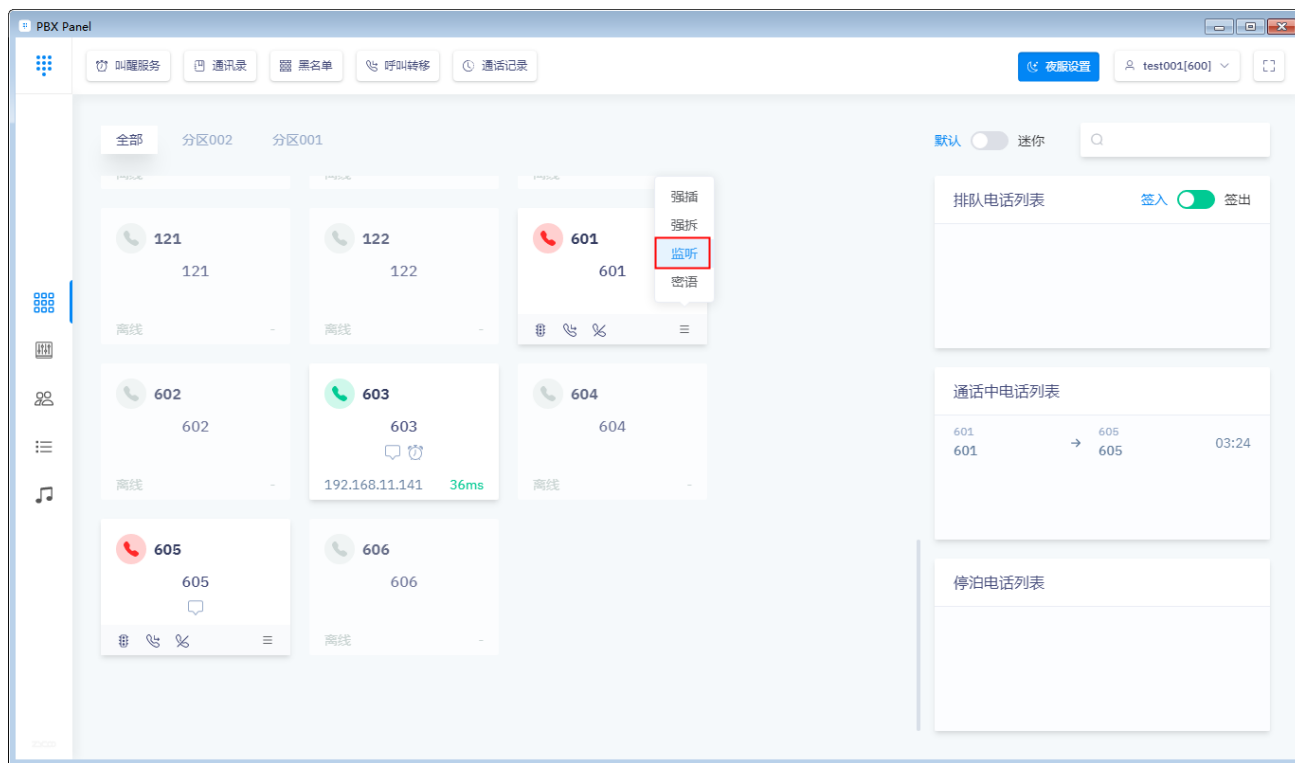 PBX Panel
叫醒服务 通讯录 黑名单 呼叫转移 通话记录 夜服设置 test001[600]
全部 分区002 分区001 默认 迷你
强插
强拆
监听
密语
121
121
离线 -
122
122
离线 -
601
601
602
602
离线 -
603
603
192.168.11.141 36ms
604
604
离线 -
605
605
606
606
离线 -
排队电话列表 签入 签出
通话中电话列表
601 605
601 → 605 03:24
停泊电话列表